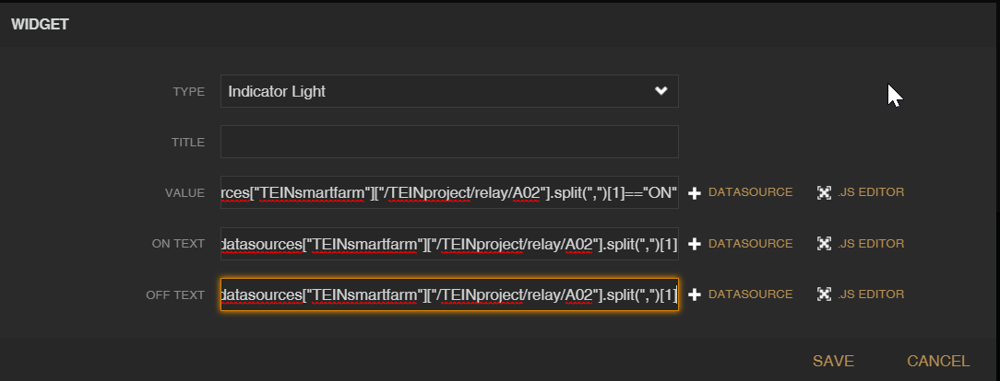 WIDGET
TYPE Indicator Light
TITLE
VALUE rces["TEINsmartfarm"]["/TEINproject/relay/A02"].split(",")[1]=="ON" DATASOURCE .JS EDITOR
ON TEXT datasources["TEINsmartfarm"]["/TEINproject/relay/A02"].split(",")[1] DATASOURCE .JS EDITOR
OFF TEXT datasources["TEINsmartfarm"]["/TEINproject/relay/A02"].split(",")[1] DATASOURCE .JS EDITOR
SAVE CANCEL